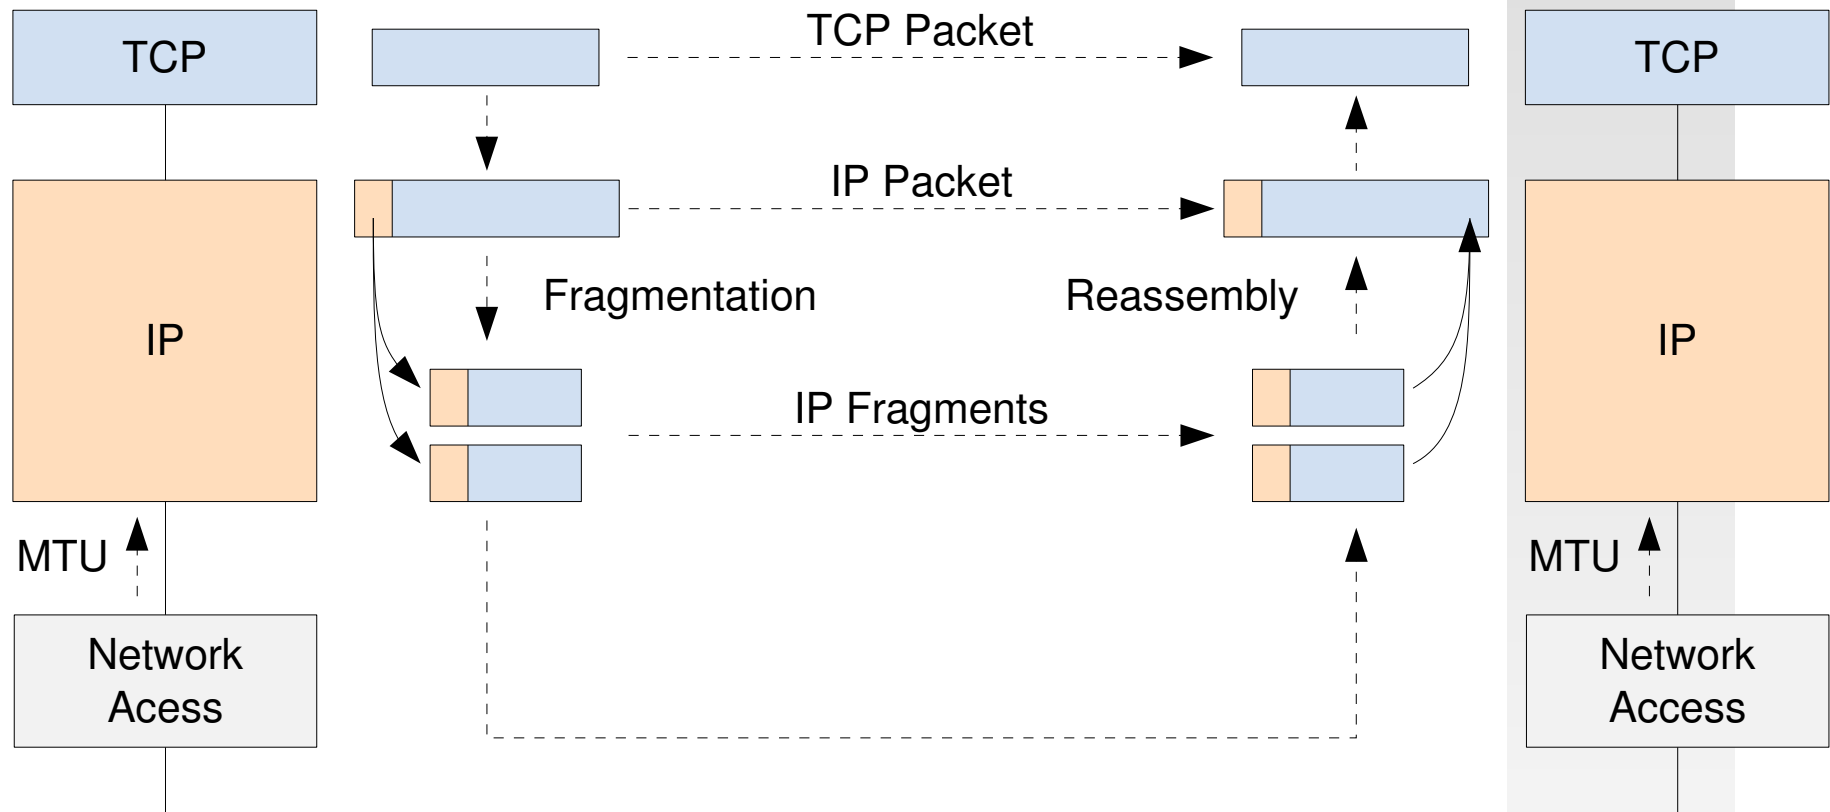 TCP
TCP Packet
TCP
IP Packet
Fragmentation
Reassembly
IP
IP
IP Fragments
MTU
MTU
Network
Acess
Network
Access